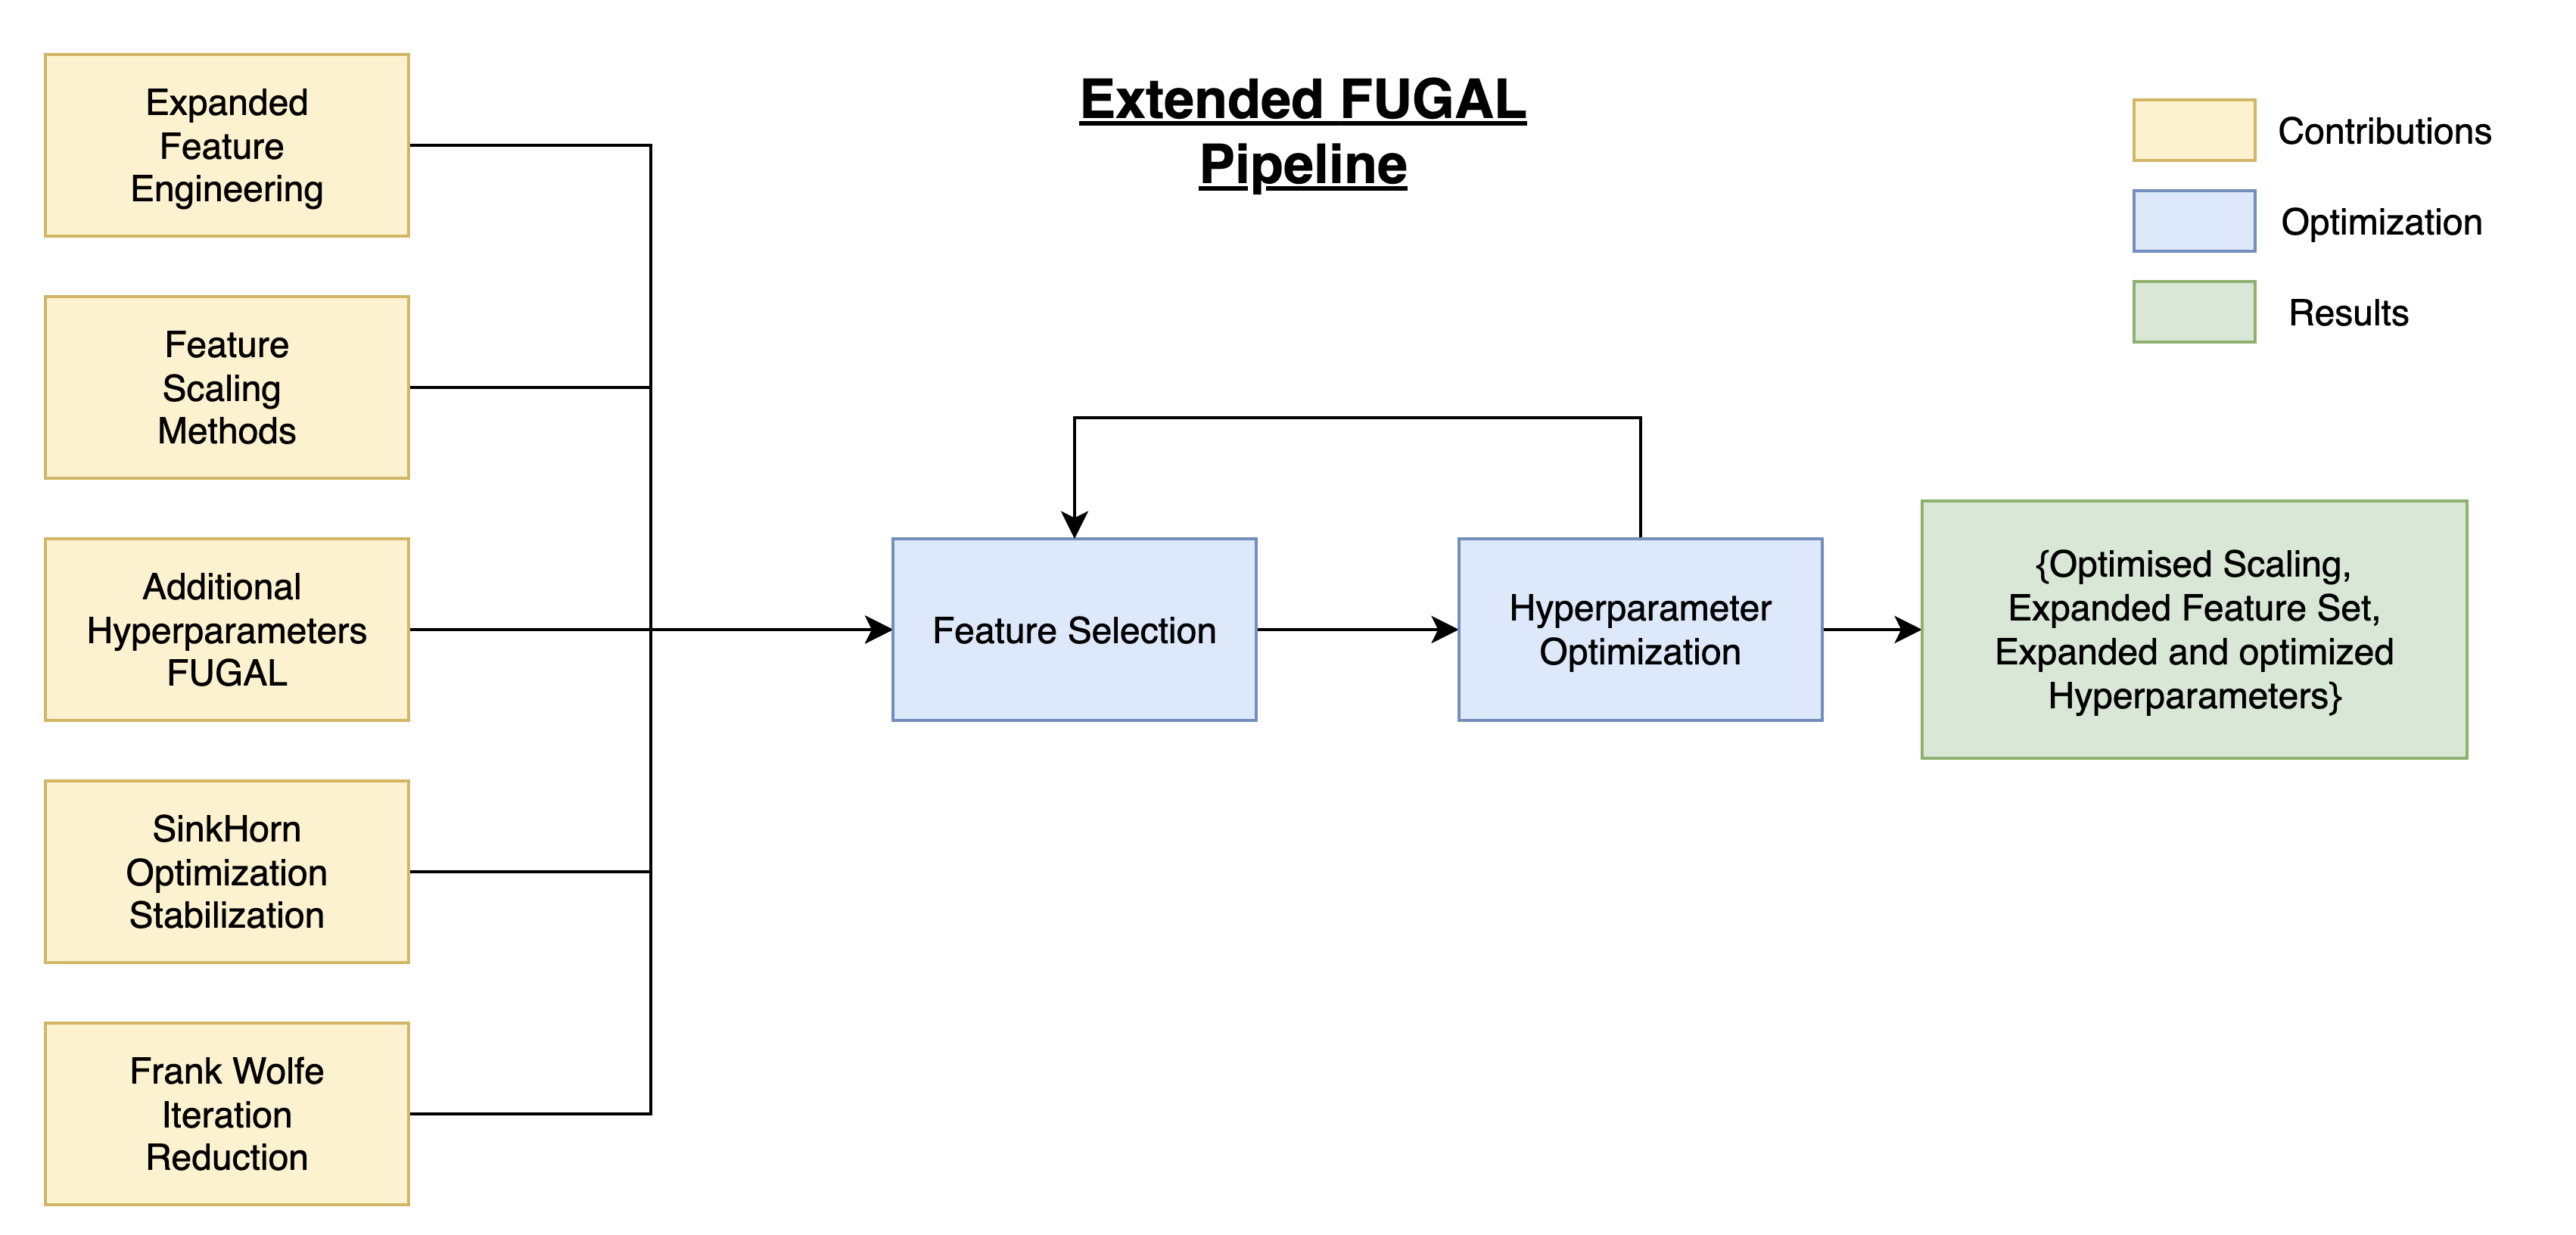 Extended FUGAL
Pipeline
Expanded
Feature
Engineering
Feature
Scaling
Methods
Additional
Hyperparameters
FUGAL
SinkHorn
Optimization
Stabilization
Frank Wolfe
Iteration
Reduction
Feature Selection
Hyperparameter
Optimization
{Optimised Scaling,
Expanded Feature Set,
Expanded and optimized
Hyperparameters}
Contributions
Optimization
Results